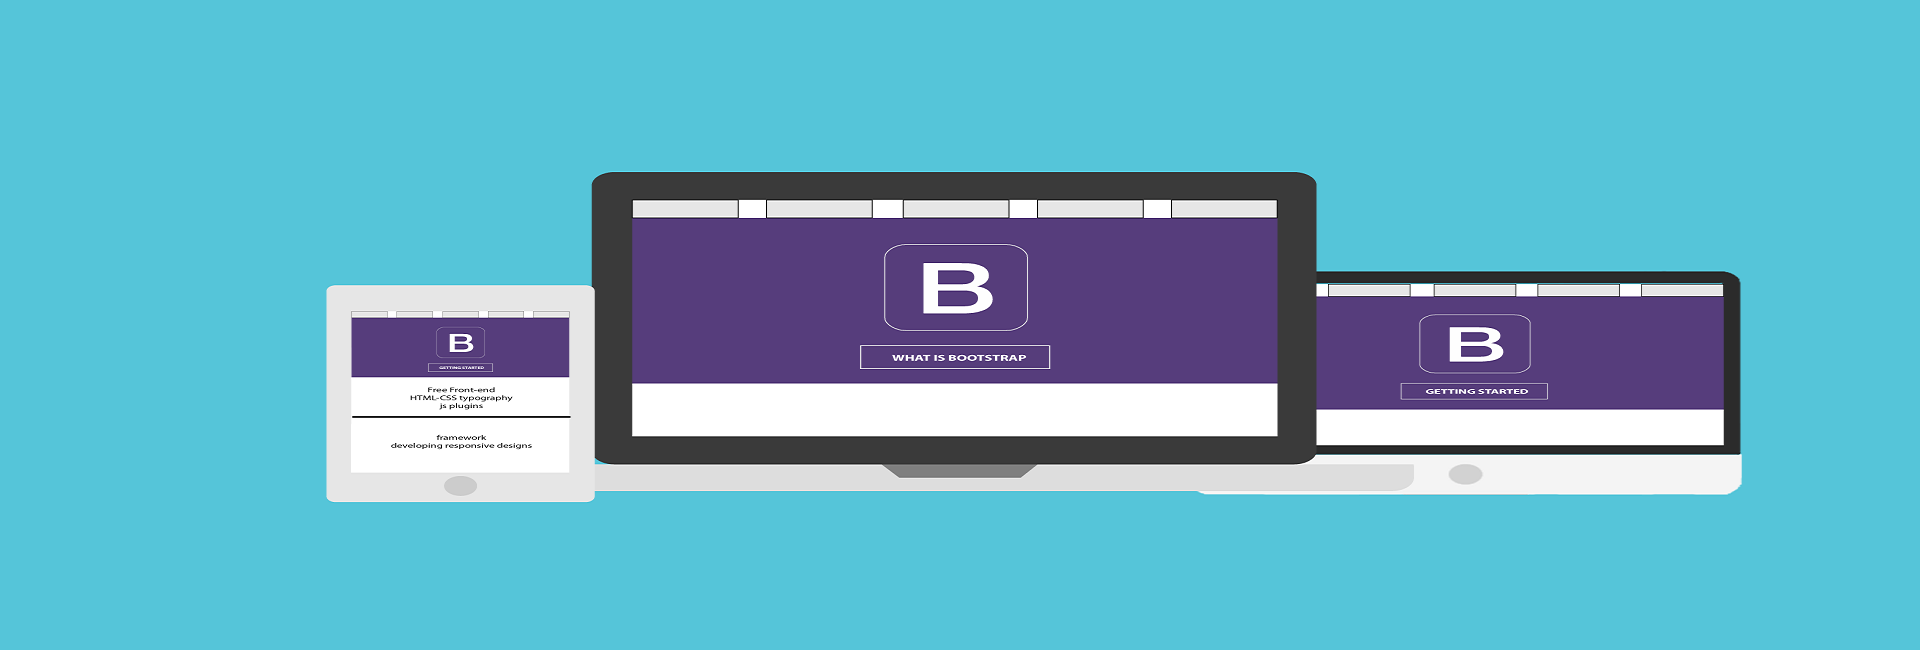 B
WHAT IS BOOTSTRAP
B
GETTING STARTED
Free Front-end
HTML-CSS typography
js plugins
framework
developing responsive designs
B
GETTING STARTED